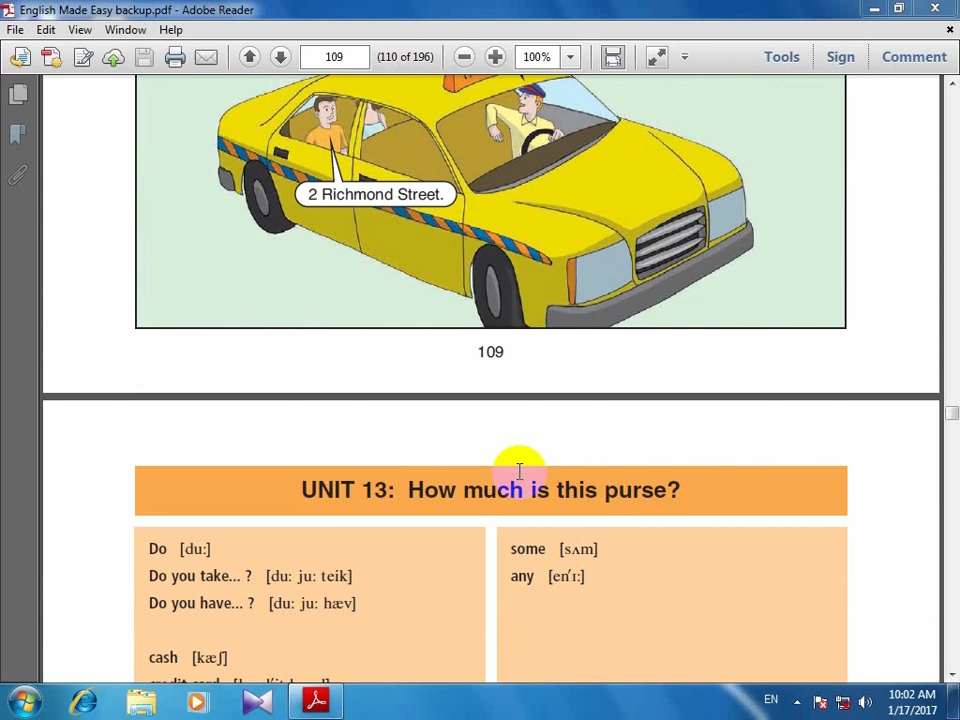 English Made Easy backup.pdf - Adobe Reader
File Edit View Window Help
109 (110 of 196) 100% Tools Sign Comment
2 Richmond Street.
109
UNIT 13: How much is this purse?
Do [du:]
Do you take... ? [du: ju: teik]
Do you have... ? [du: ju: hæv]
cash [kæʃ]
some [sʌm]
any [en′ɪ:]
EN 10:02 AM
1/17/2017